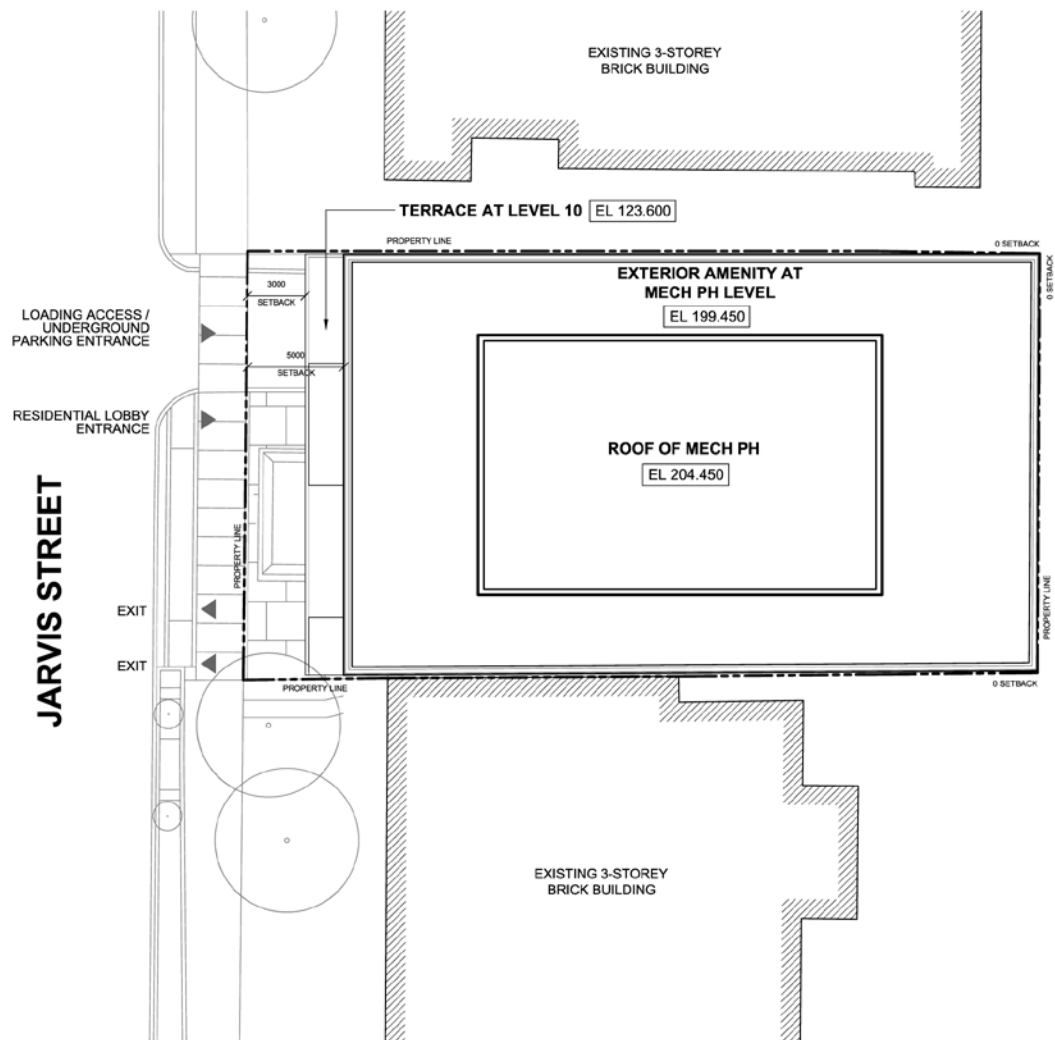 EXISTING 3-STOREY
BRICK BUILDING
TERRACE AT LEVEL 10 EL 123.600
PROPERTY LINE
0 SETBACK
0 SETBACK
3000
SETBACK
EXTERIOR AMENITY AT
MECH PH LEVEL
EL 199.450
LOADING ACCESS /
UNDERGROUND
PARKING ENTRANCE
5000
SETBACK
RESIDENTIAL LOBBY
ENTRANCE
ROOF OF MECH PH
EL 204.450
JARVIS STREET
PROPERTY LINE
PROPERTY LINE
EXIT
EXIT
PROPERTY LINE
0 SETBACK
EXISTING 3-STOREY
BRICK BUILDING